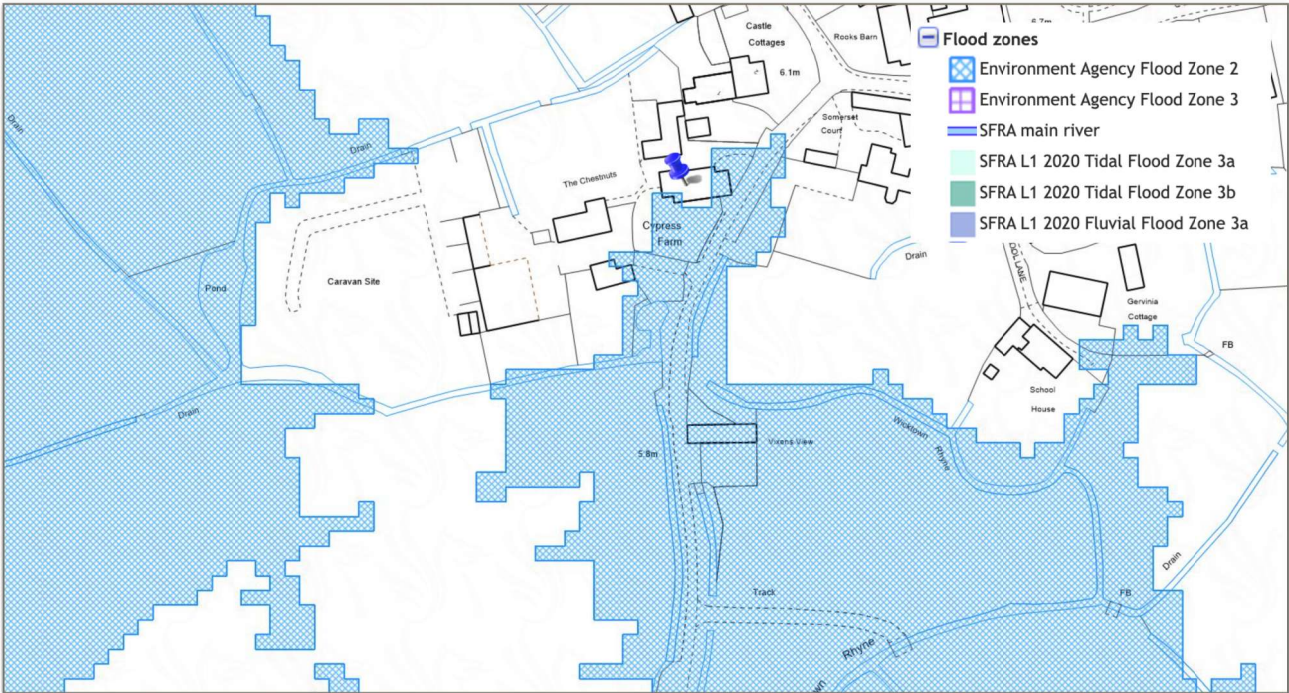 Castle
Cottages
Rooks Barn
6.1m
Somerset
Court
Drain
Drain
The Chestnuts
Cypress
Farm
Drain
Caravan Site
Pond
Gervinia
Cottage
FB
School
House
Drain
Wicktown
Rhyne
Vixens View
5.8m
Drain
Track
FB
Rhyne
Flood zones
Environment Agency Flood Zone 2
Environment Agency Flood Zone 3
SFRA main river
SFRA L1 2020 Tidal Flood Zone 3a
SFRA L1 2020 Tidal Flood Zone 3b
SFRA L1 2020 Fluvial Flood Zone 3a